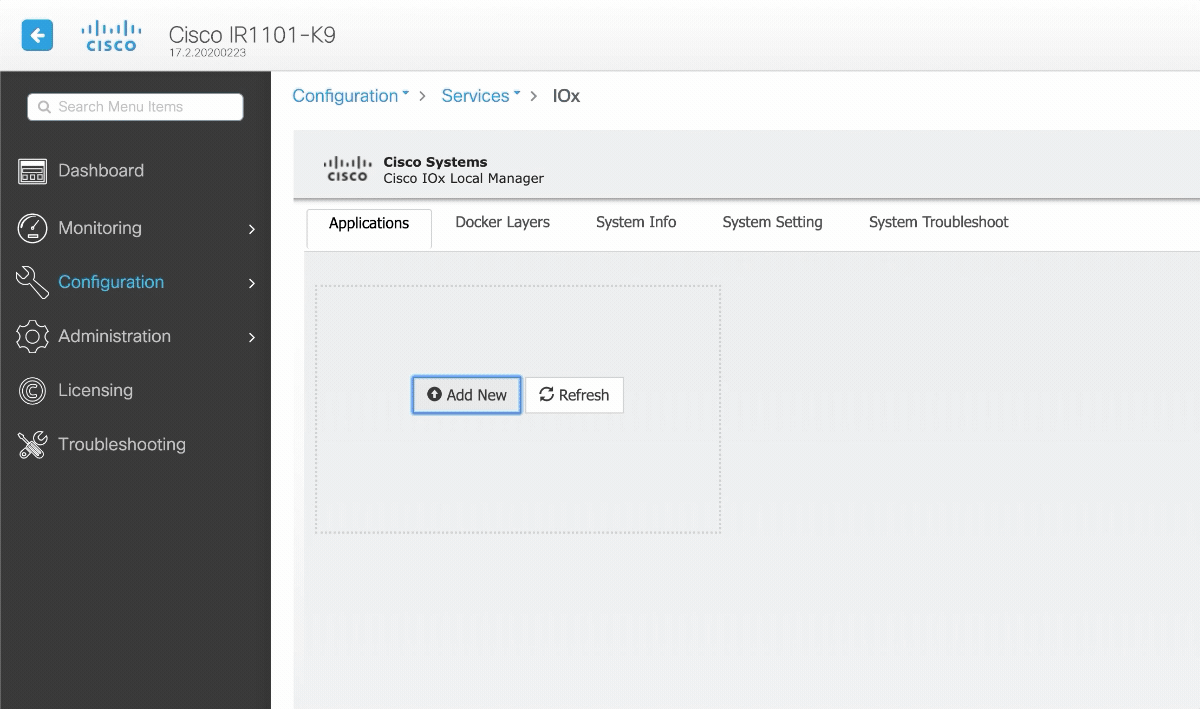 CISCO
Cisco IR1101-K9
17.2.20200223
Search Menu Items
Dashboard
Monitoring
Configuration
Administration
Licensing
Troubleshooting
Configuration > Services > IOx
CISCO
Cisco Systems
Cisco IOx Local Manager
Applications Docker Layers System Info System Setting System Troubleshoot
Add New Refresh